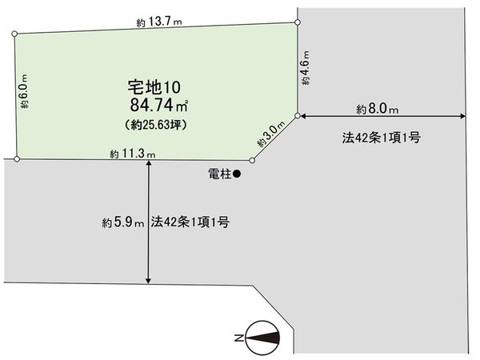 約13.7m
宅地10
84.74㎡
(約25.63坪)
約6.0m
約4.6m
約3.0m
約11.3m
約8.0m
法42条1項1号
電柱
約5.9m 法42条1項1号
N